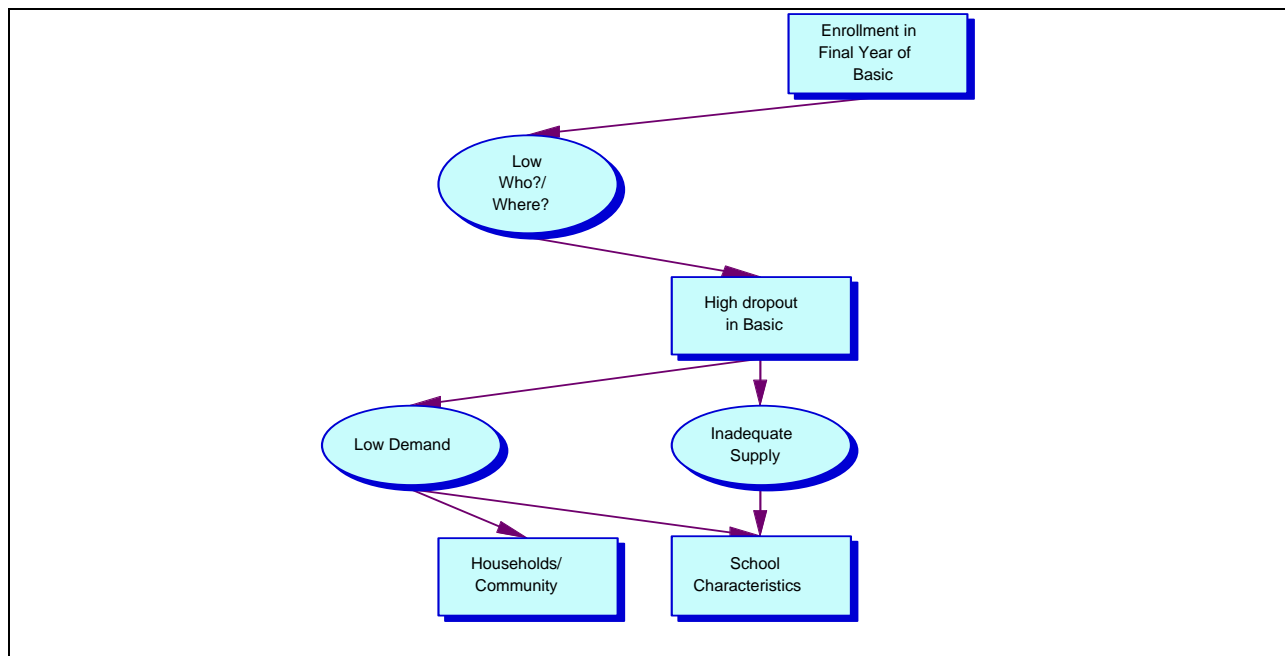 Enrollment in
Final Year of
Basic
Low
Who?/
Where?
High dropout
in Basic
Low Demand
Inadequate
Supply
Households/
Community
School
Characteristics